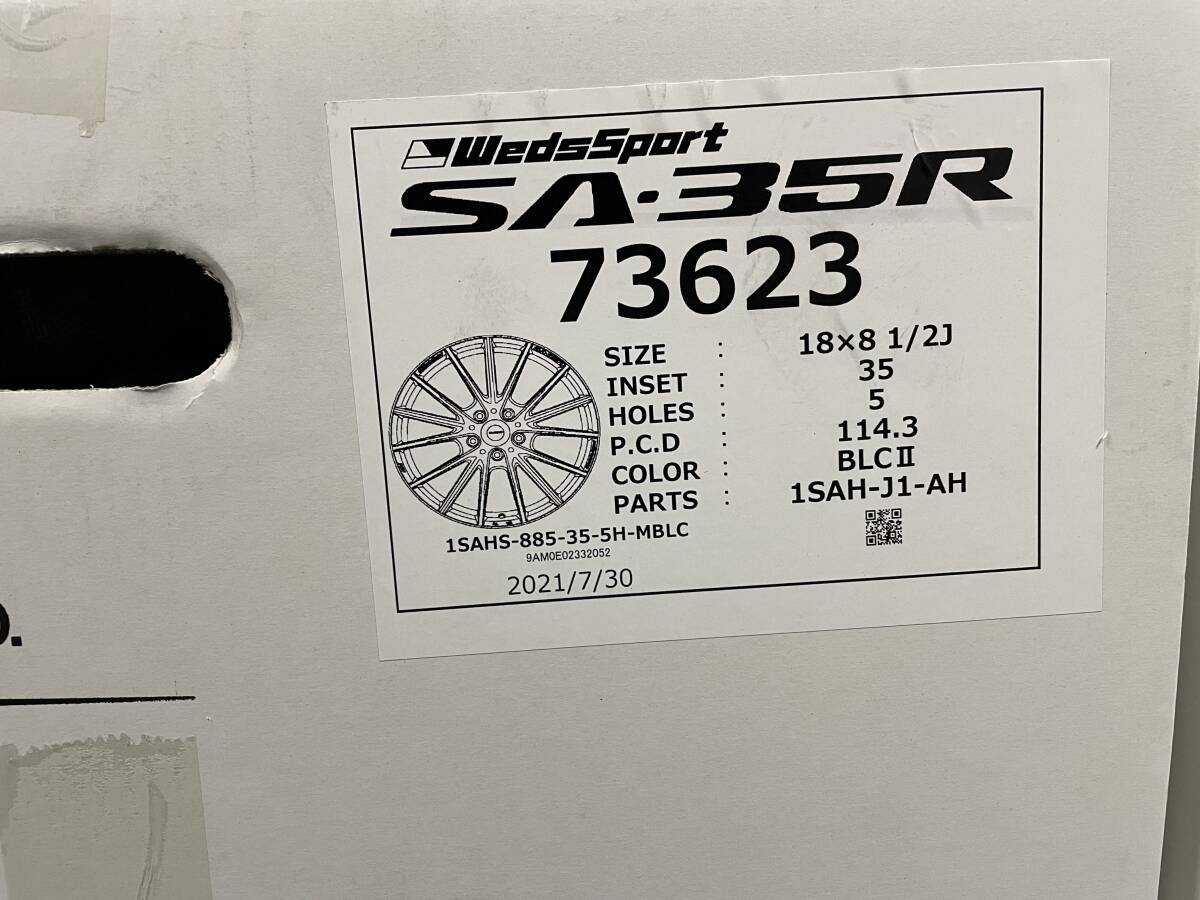 WedsSport
SA-35R
73623
SIZE : 18×8 1/2J
INSET : 35
HOLES : 5
P.C.D : 114.3
COLOR : BLCⅡ
PARTS : 1SAH-J1-AH
1SAHS-885-35-5H-MBLC
9AM0E02332052
2021/7/30